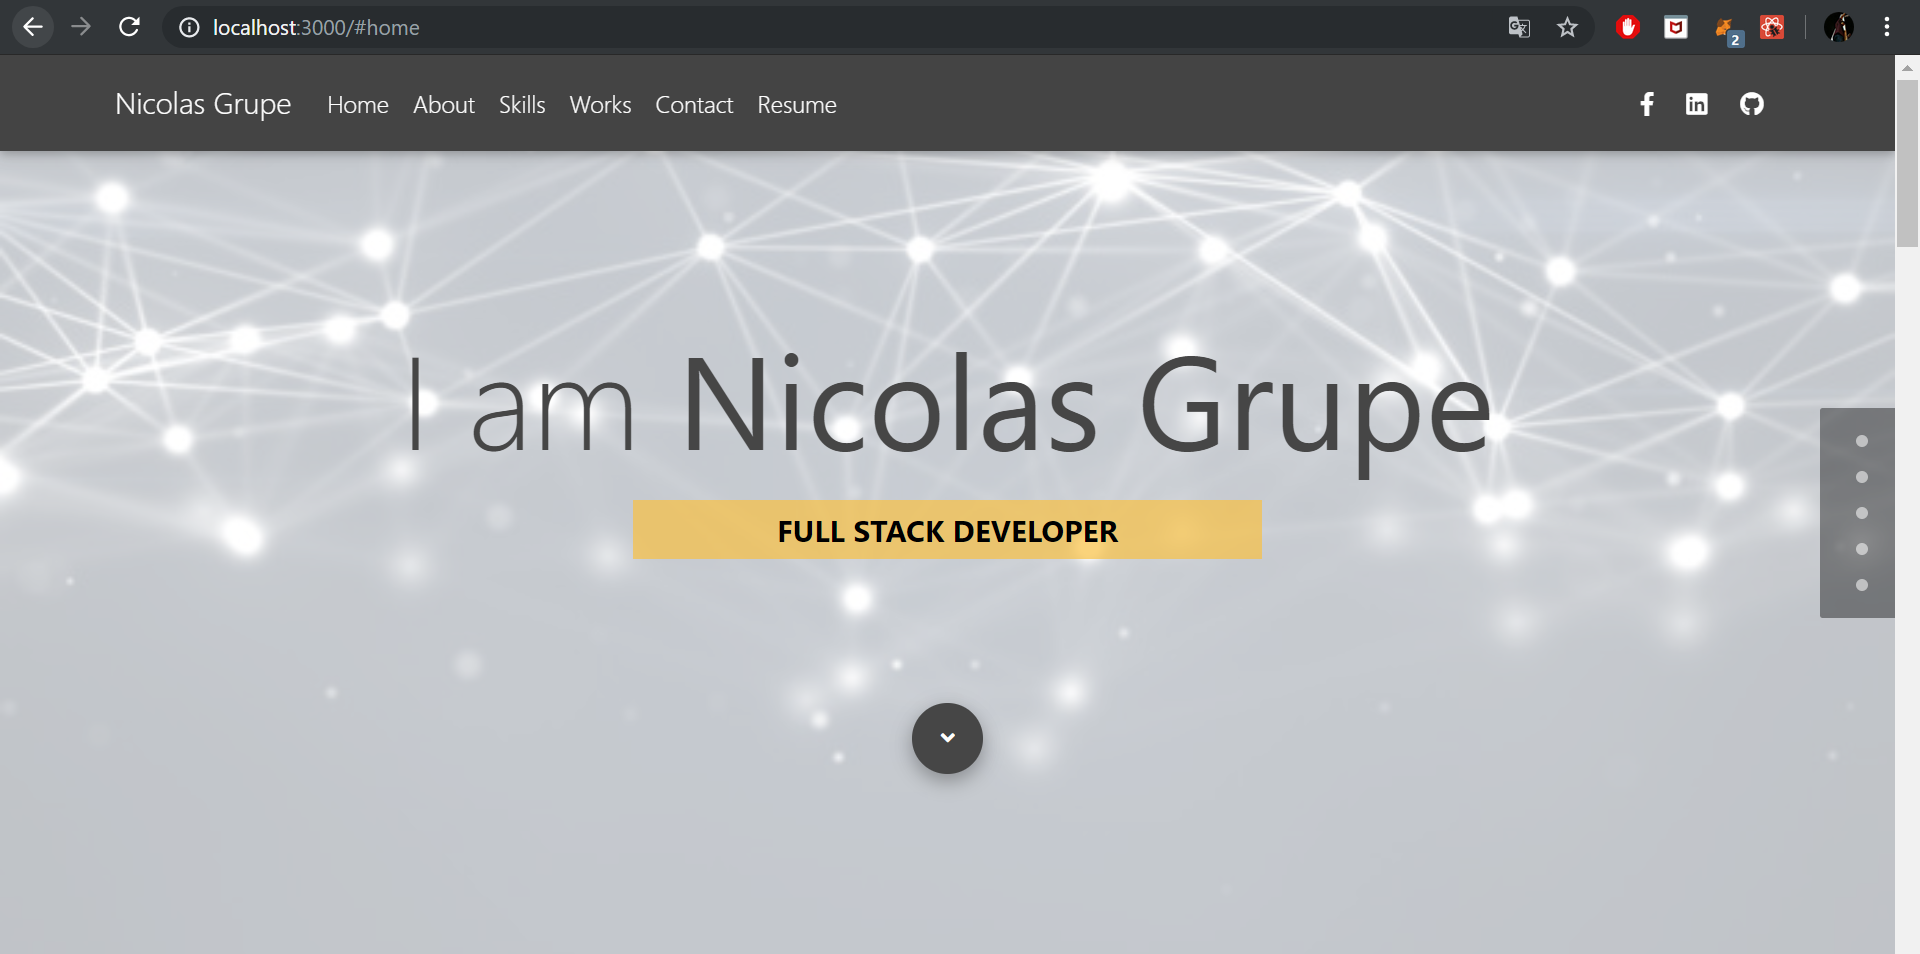 localhost:3000/#home
2
Nicolas Grupe Home About Skills Works Contact Resume
I am Nicolas Grupe
FULL STACK DEVELOPER